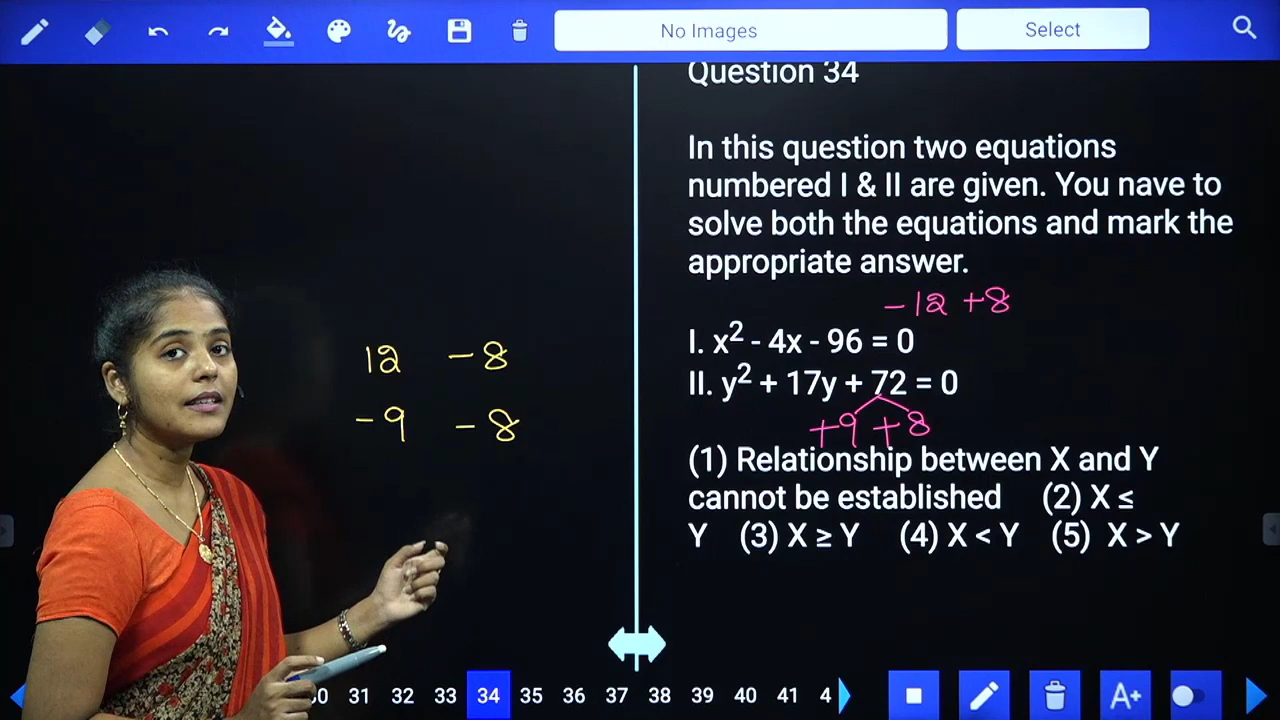 No Images
Select
Question 34
In this question two equations
numbered I & II are given. You nave to
solve both the equations and mark the
appropriate answer.
-12 +8
I. x² - 4x - 96 = 0
II. y² + 17y + 72 = 0
+9 +8
(1) Relationship between X and Y
cannot be established (2) X ≤
Y (3) X ≥ Y (4) X < Y (5) X > Y
12 -8
-9 -8
31 32 33 34 35 36 37 38 39 40 41 4
A+